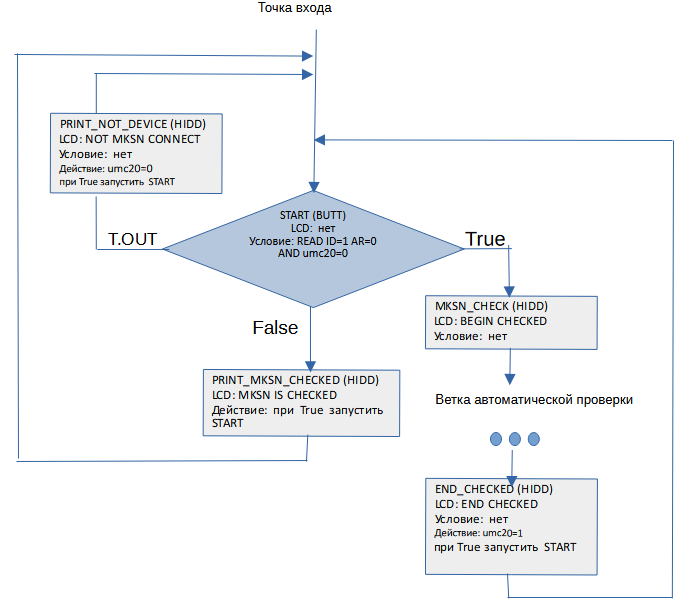 Точка входа
PRINT_NOT_DEVICE (HIDD)
LCD: NOT MKSN CONNECT
Условие: нет
Действие: umc20=0
при True запустить START
START (BUTT)
LCD: нет
Условие: READ ID=1 AR=0
AND umc20=0
T.OUT
True
False
MKSN_CHECK (HIDD)
LCD: BEGIN CHECKED
Условие: нет
PRINT_MKSN_CHECKED (HIDD)
LCD: MKSN IS CHECKED
Действие: при True запустить
START
Ветка автоматической проверки
END_CHECKED (HIDD)
LCD: END CHECKED
Условие: нет
Действие: umc20=1
при True запустить START